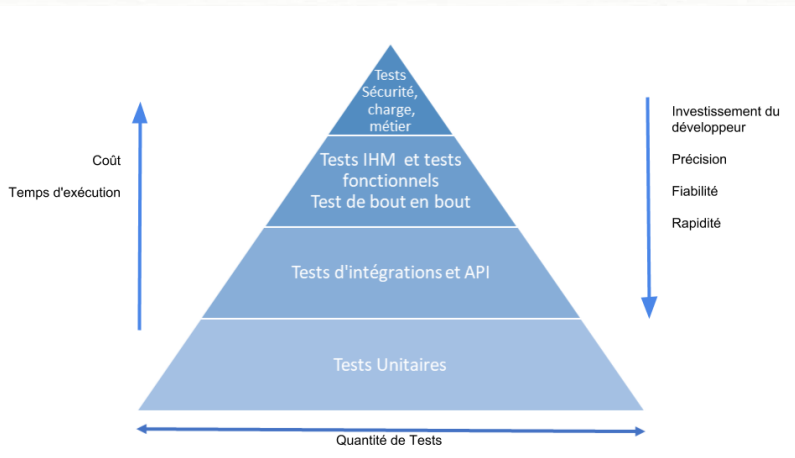 Tests
Sécurité,
charge,
métier
Tests IHM et tests
fonctionnels
Test de bout en bout
Tests d'intégrations et API
Tests Unitaires
Coût
Temps d'exécution
Investissement du
développeur
Précision
Fiabilité
Rapidité
Quantité de Tests